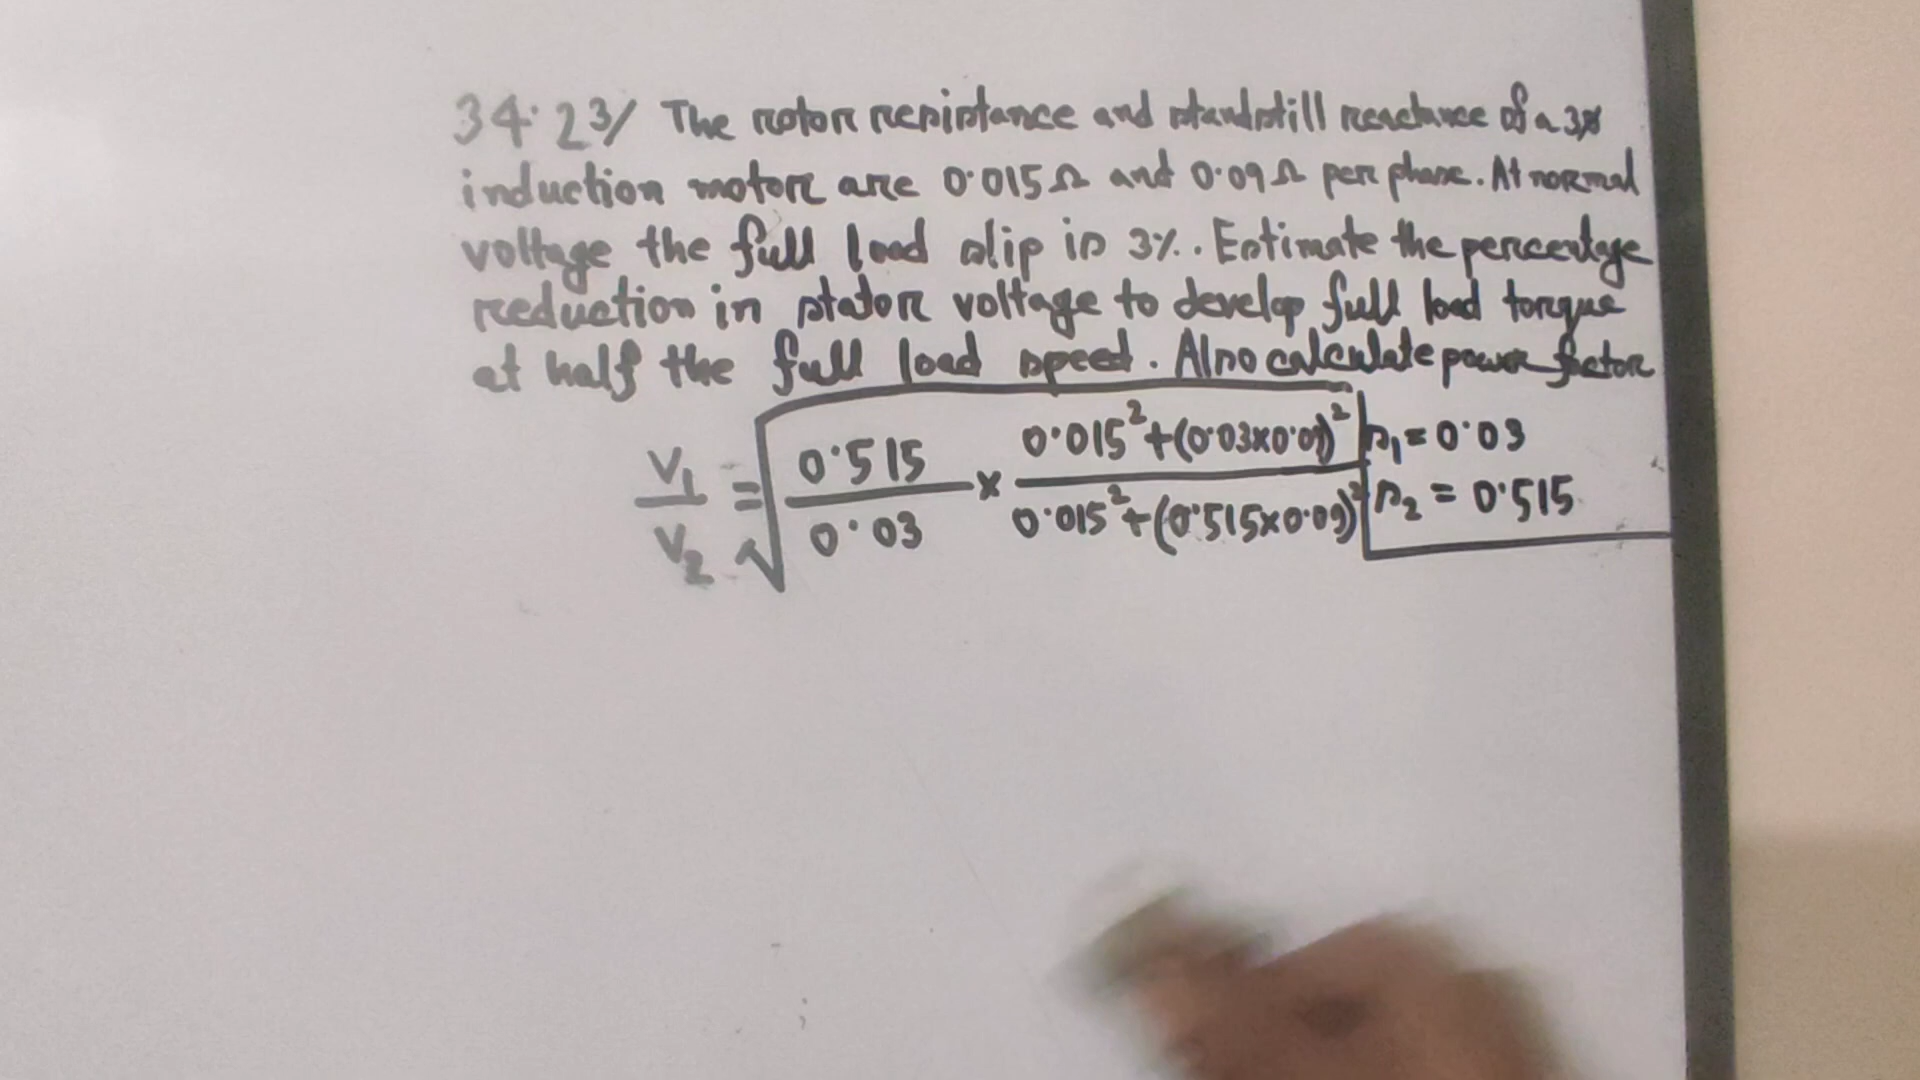 34.23/ The rotor resistance and standstill reactance of a 3φ
induction motor are 0.015Ω and 0.09Ω per phase. At normal
voltage the full load slip is 3%. Estimate the percentage
reduction in stator voltage to develop full load torque
at half the full load speed. Also calculate power factor
V₁/V₂ = √(0.515/0.03 × (0.015²+(0.03×0.09)²)/(0.015²+(0.515×0.09)²))
s₁ = 0.03
s₂ = 0.515